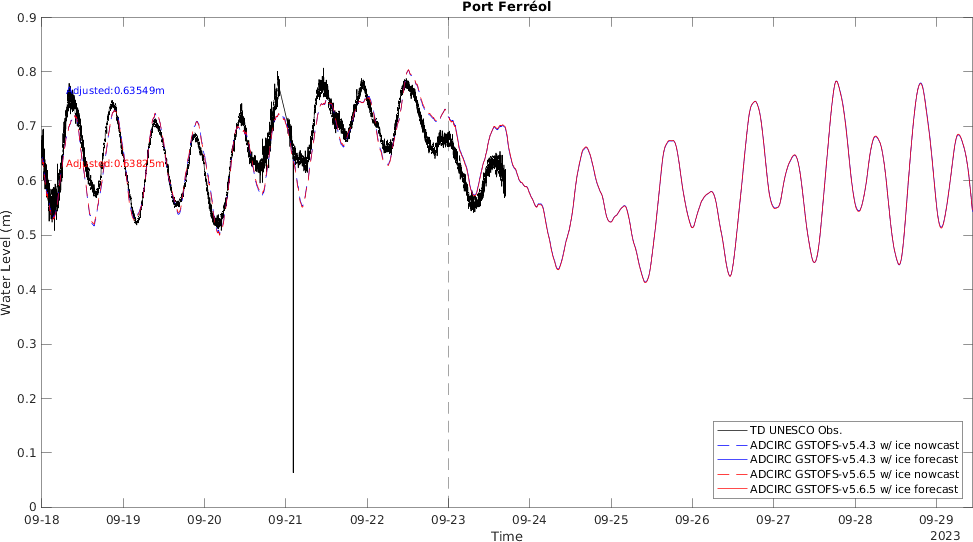 Port Ferréol
0.9
0.8
0.7
0.6
0.5
0.4
0.3
0.2
0.1
0
Water Level (m)
Adjusted:0.63549m
Adjusted:0.63825m
TD UNESCO Obs.
ADCIRC GSTOFS-v5.4.3 w/ ice nowcast
ADCIRC GSTOFS-v5.4.3 w/ ice forecast
ADCIRC GSTOFS-v5.6.5 w/ ice nowcast
ADCIRC GSTOFS-v5.6.5 w/ ice forecast
09-18 09-19 09-20 09-21 09-22 09-23 09-24 09-25 09-26 09-27 09-28 09-29
Time
2023